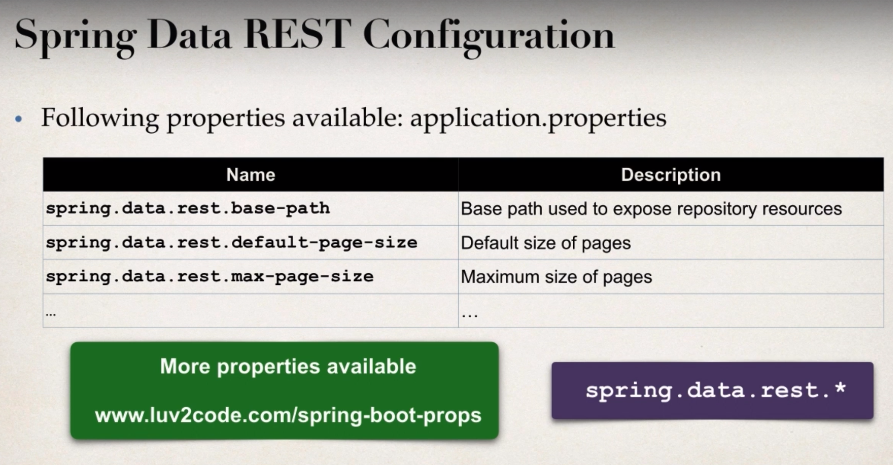 Spring Data REST Configuration
• Following properties available: application.properties
Name Description
spring.data.rest.base-path Base path used to expose repository resources
spring.data.rest.default-page-size Default size of pages
spring.data.rest.max-page-size Maximum size of pages
... ...
More properties available
www.luv2code.com/spring-boot-props
spring.data.rest.*